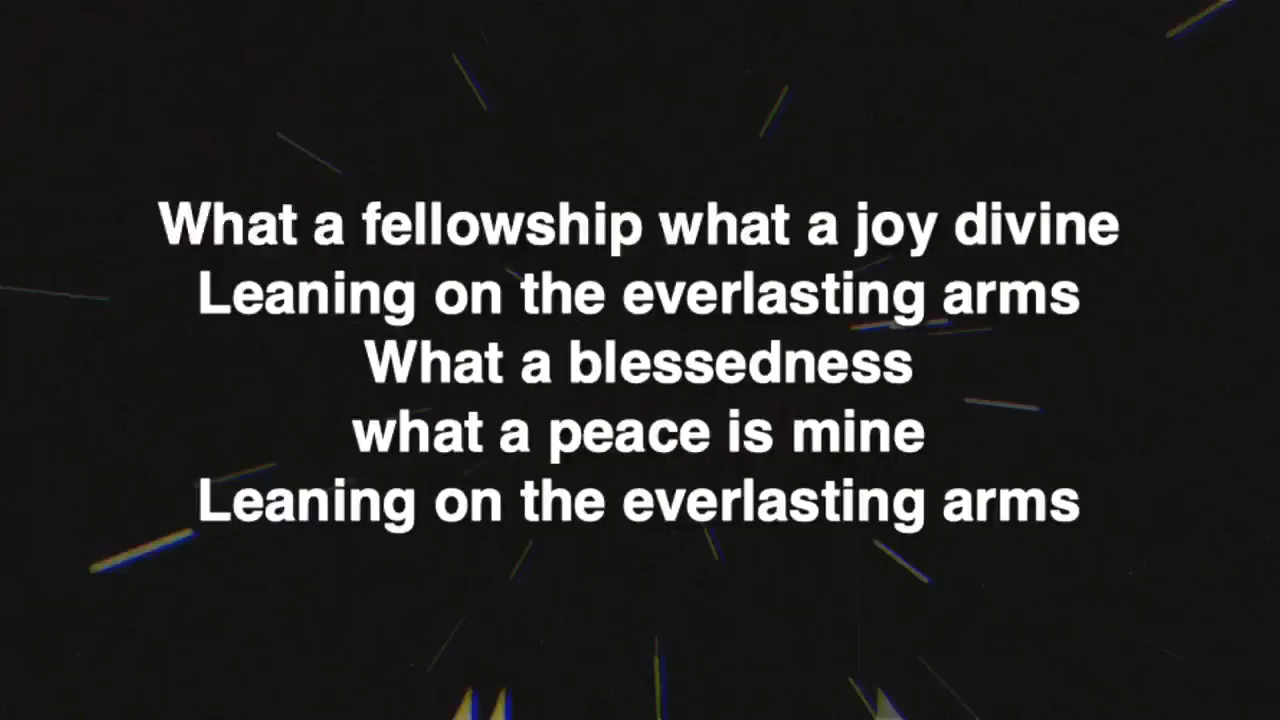 What a fellowship what a joy divine
Leaning on the everlasting arms
What a blessedness
what a peace is mine
Leaning on the everlasting arms